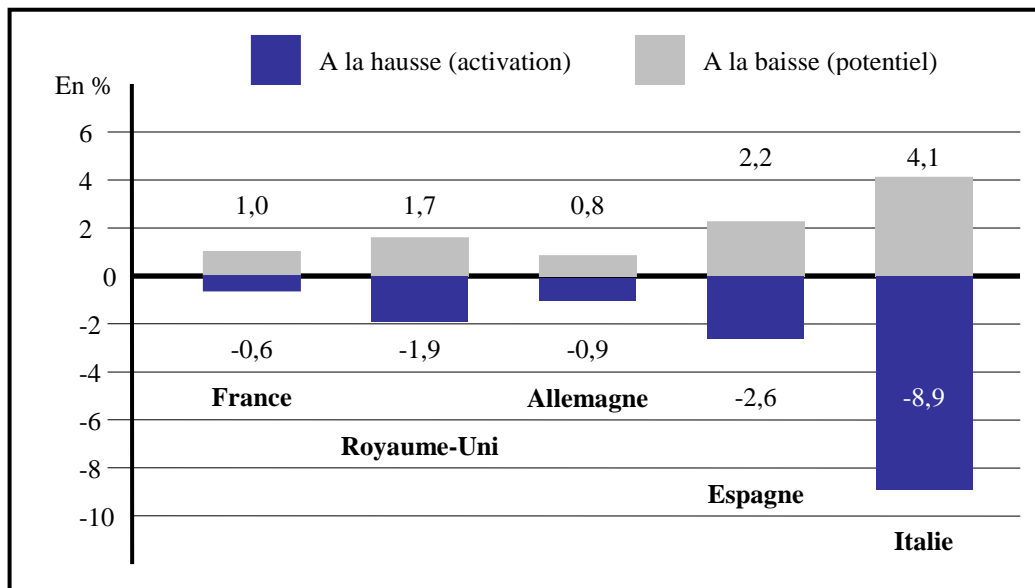 A la hausse (activation) A la baisse (potentiel)
En %
6
2,2 4,1
4
1,0 1,7 0,8
2
0
-2
-0,6 -1,9 -0,9
-4
France Allemagne -2,6 -8,9
-6
Royaume-Uni
-8
Espagne
-10
Italie